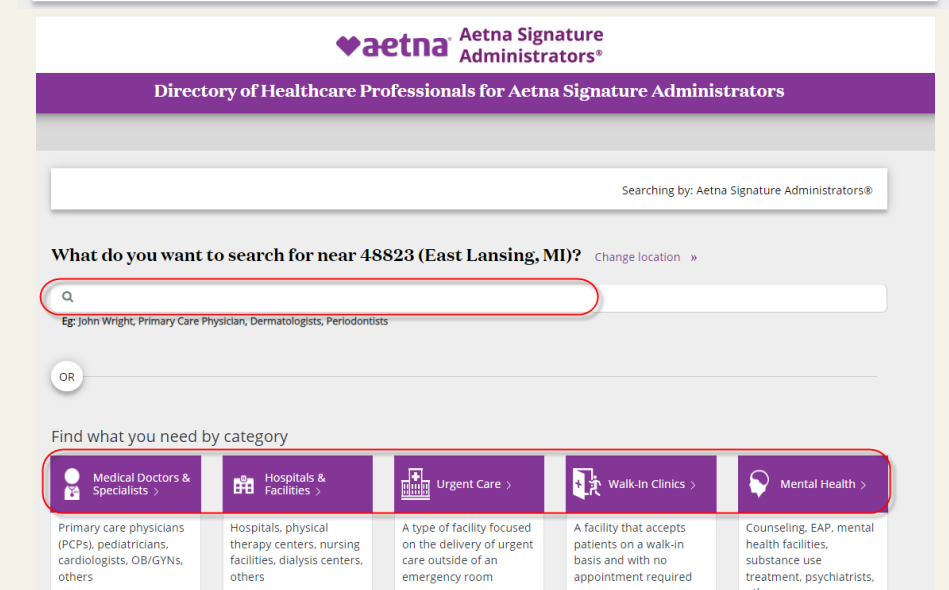 aetna Aetna Signature
Administrators®
Directory of Healthcare Professionals for Aetna Signature Administrators
Searching by: Aetna Signature Administrators®
What do you want to search for near 48823 (East Lansing, MI)? Change location »
Eg: John Wright, Primary Care Physician, Dermatologists, Periodontists
OR
Find what you need by category
Medical Doctors &
Specialists >
Hospitals &
Facilities >
Urgent Care >
Walk-In Clinics >
Mental Health >
Primary care physicians
(PCPs), pediatricians,
cardiologists, OB/GYNs,
others
Hospitals, physical
therapy centers, nursing
facilities, dialysis centers,
others
A type of facility focused
on the delivery of urgent
care outside of an
emergency room
A facility that accepts
patients on a walk-in
basis and with no
appointment required
Counseling, EAP, mental
health facilities,
substance use
treatment, psychiatrists,